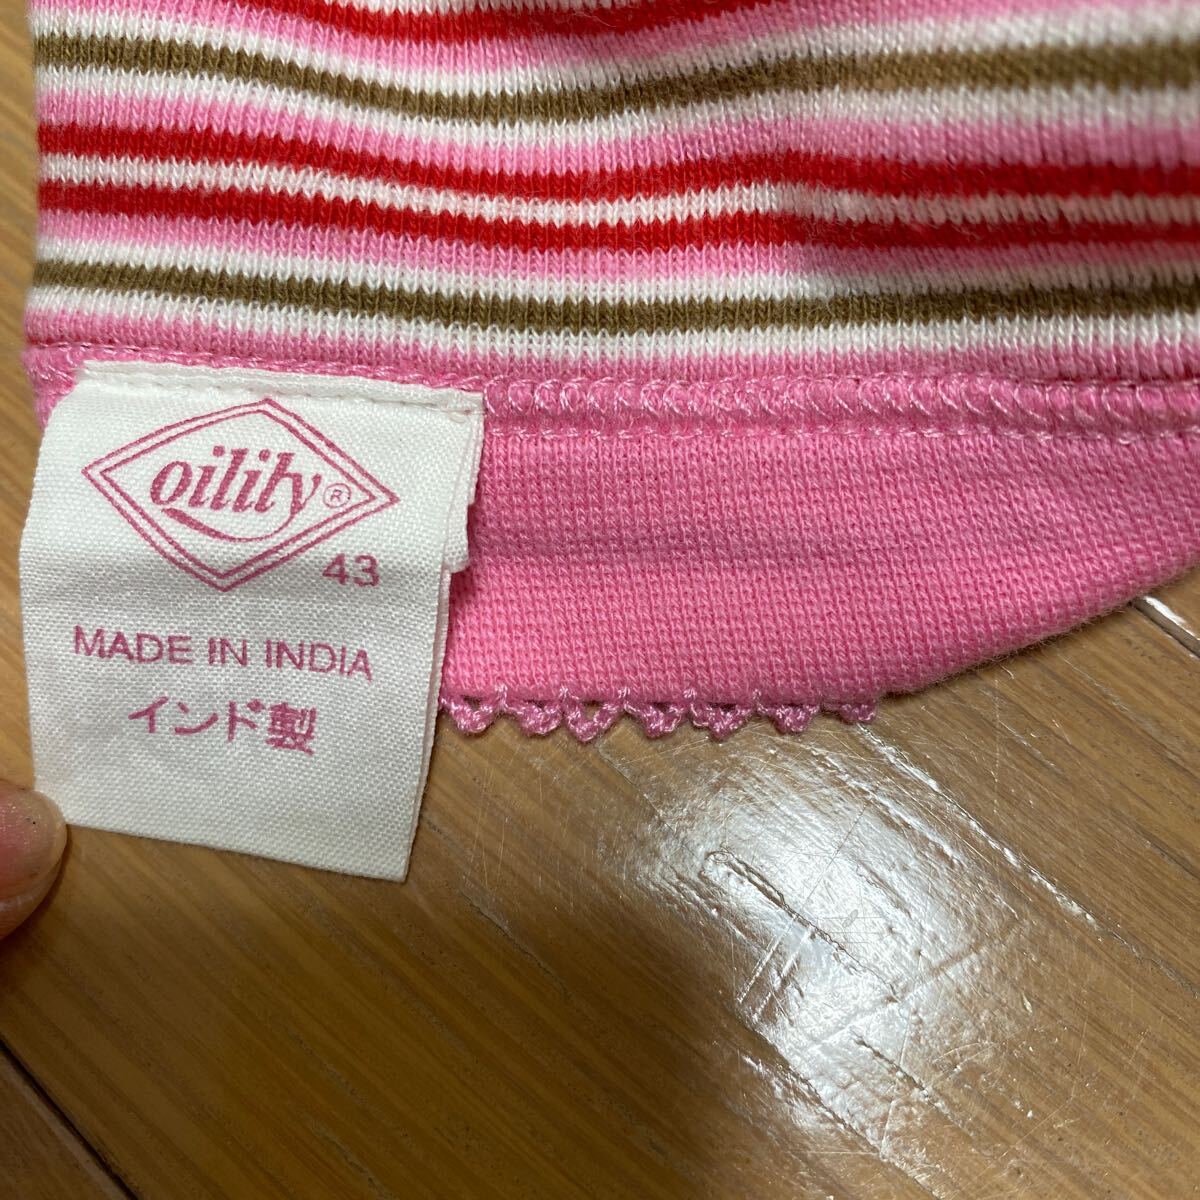 oilily®
43
MADE IN INDIA
インド製